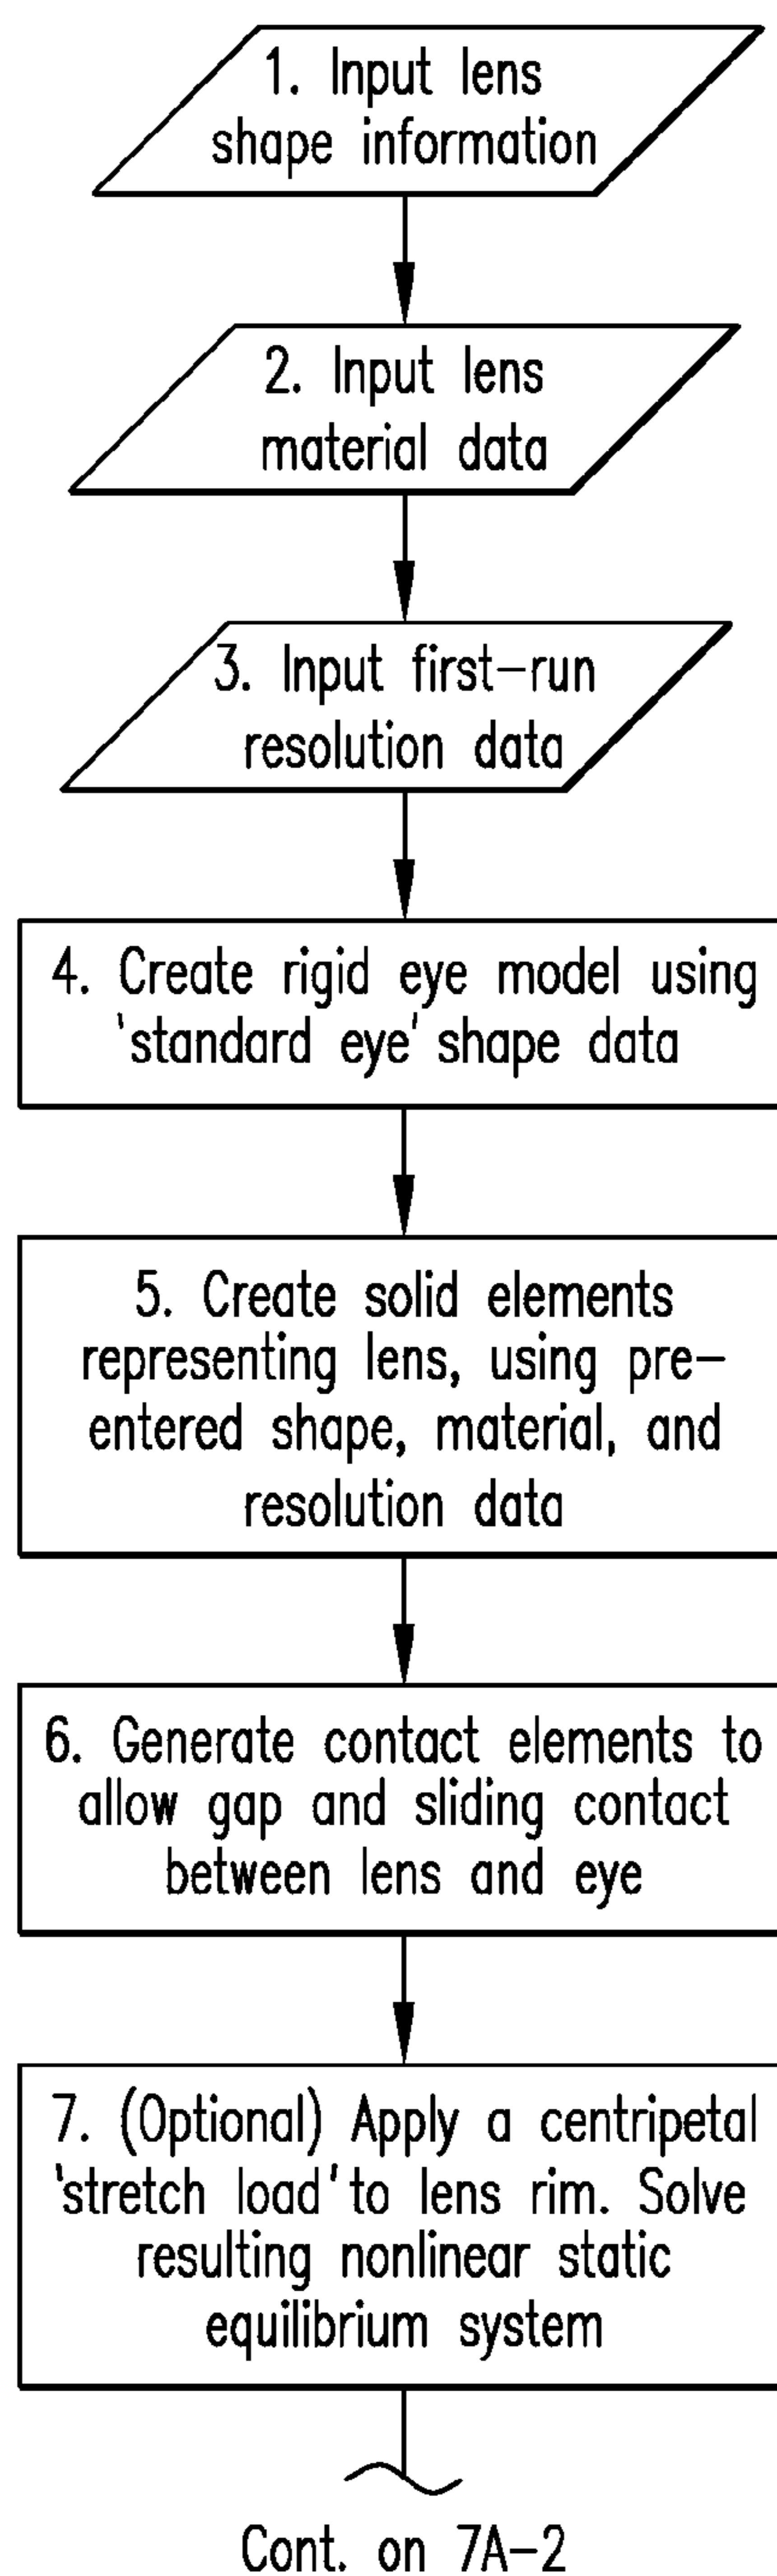 1. Input lens
shape information
2. Input lens
material data
3. Input first-run
resolution data
4. Create rigid eye model using
'standard eye' shape data
5. Create solid elements
representing lens, using pre-
entered shape, material, and
resolution data
6. Generate contact elements to
allow gap and sliding contact
between lens and eye
7. (Optional) Apply a centripetal
'stretch load' to lens rim. Solve
resulting nonlinear static
equilibrium system
Cont. on 7A-2